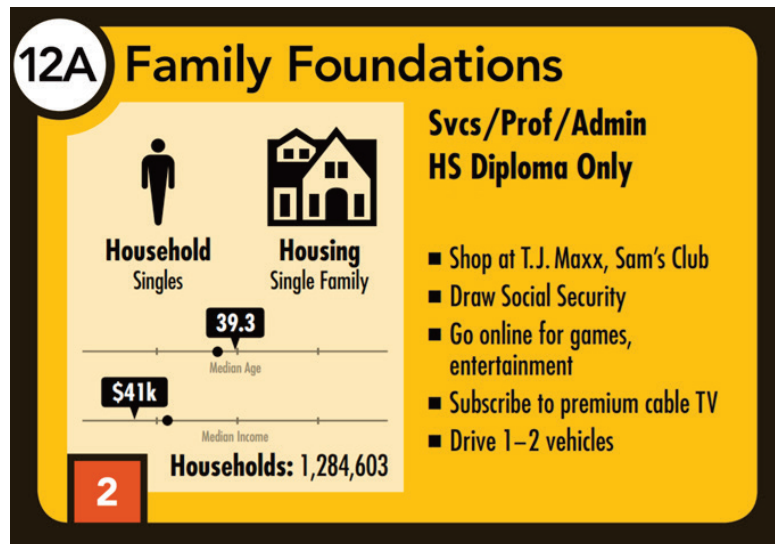 12A Family Foundations
Svcs/Prof/Admin
HS Diploma Only
Household
Singles
Housing
Single Family
39.3
Median Age
$41k
Median Income
Households: 1,284,603
2
■ Shop at T.J. Maxx, Sam's Club
■ Draw Social Security
■ Go online for games,
entertainment
■ Subscribe to premium cable TV
■ Drive 1–2 vehicles